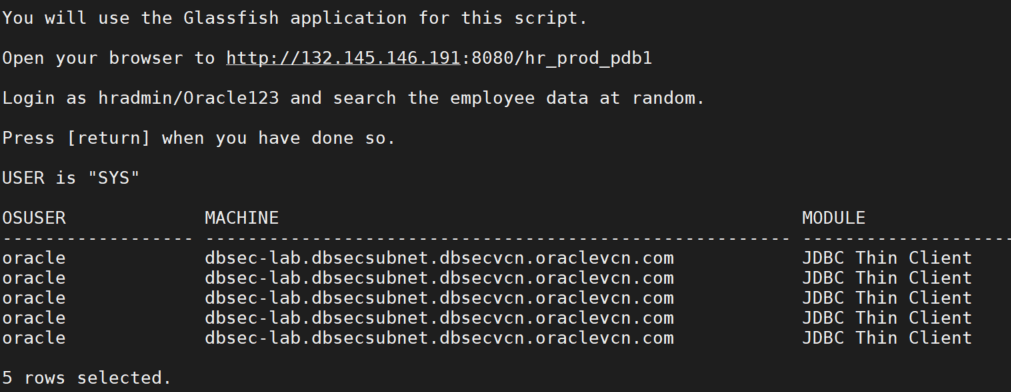 You will use the Glassfish application for this script.
Open your browser to http://132.145.146.191:8080/hr_prod_pdb1
Login as hradmin/Oracle123 and search the employee data at random.
Press [return] when you have done so.
USER is "SYS"
OSUSER MACHINE MODULE
------------------ ------------------------------------------------------- --------------------
oracle dbsec-lab.dbsecsubnet.dbsecvcn.oraclevcn.com JDBC Thin Client
oracle dbsec-lab.dbsecsubnet.dbsecvcn.oraclevcn.com JDBC Thin Client
oracle dbsec-lab.dbsecsubnet.dbsecvcn.oraclevcn.com JDBC Thin Client
oracle dbsec-lab.dbsecsubnet.dbsecvcn.oraclevcn.com JDBC Thin Client
oracle dbsec-lab.dbsecsubnet.dbsecvcn.oraclevcn.com JDBC Thin Client
5 rows selected.